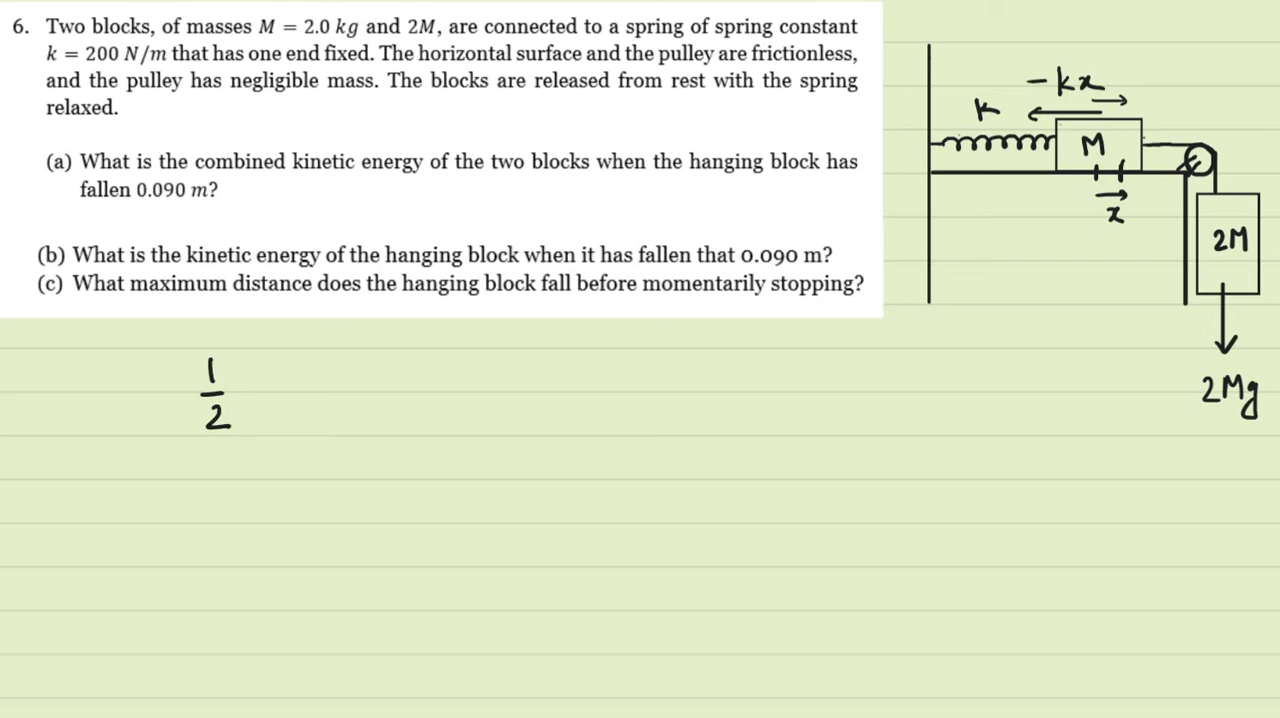 6. Two blocks, of masses M = 2.0 kg and 2M, are connected to a spring of spring constant
k = 200 N/m that has one end fixed. The horizontal surface and the pulley are frictionless,
and the pulley has negligible mass. The blocks are released from rest with the spring
relaxed.
(a) What is the combined kinetic energy of the two blocks when the hanging block has
fallen 0.090 m?
(b) What is the kinetic energy of the hanging block when it has fallen that 0.090 m?
(c) What maximum distance does the hanging block fall before momentarily stopping?
-kx
k
M
x
2M
2Mg
1/2